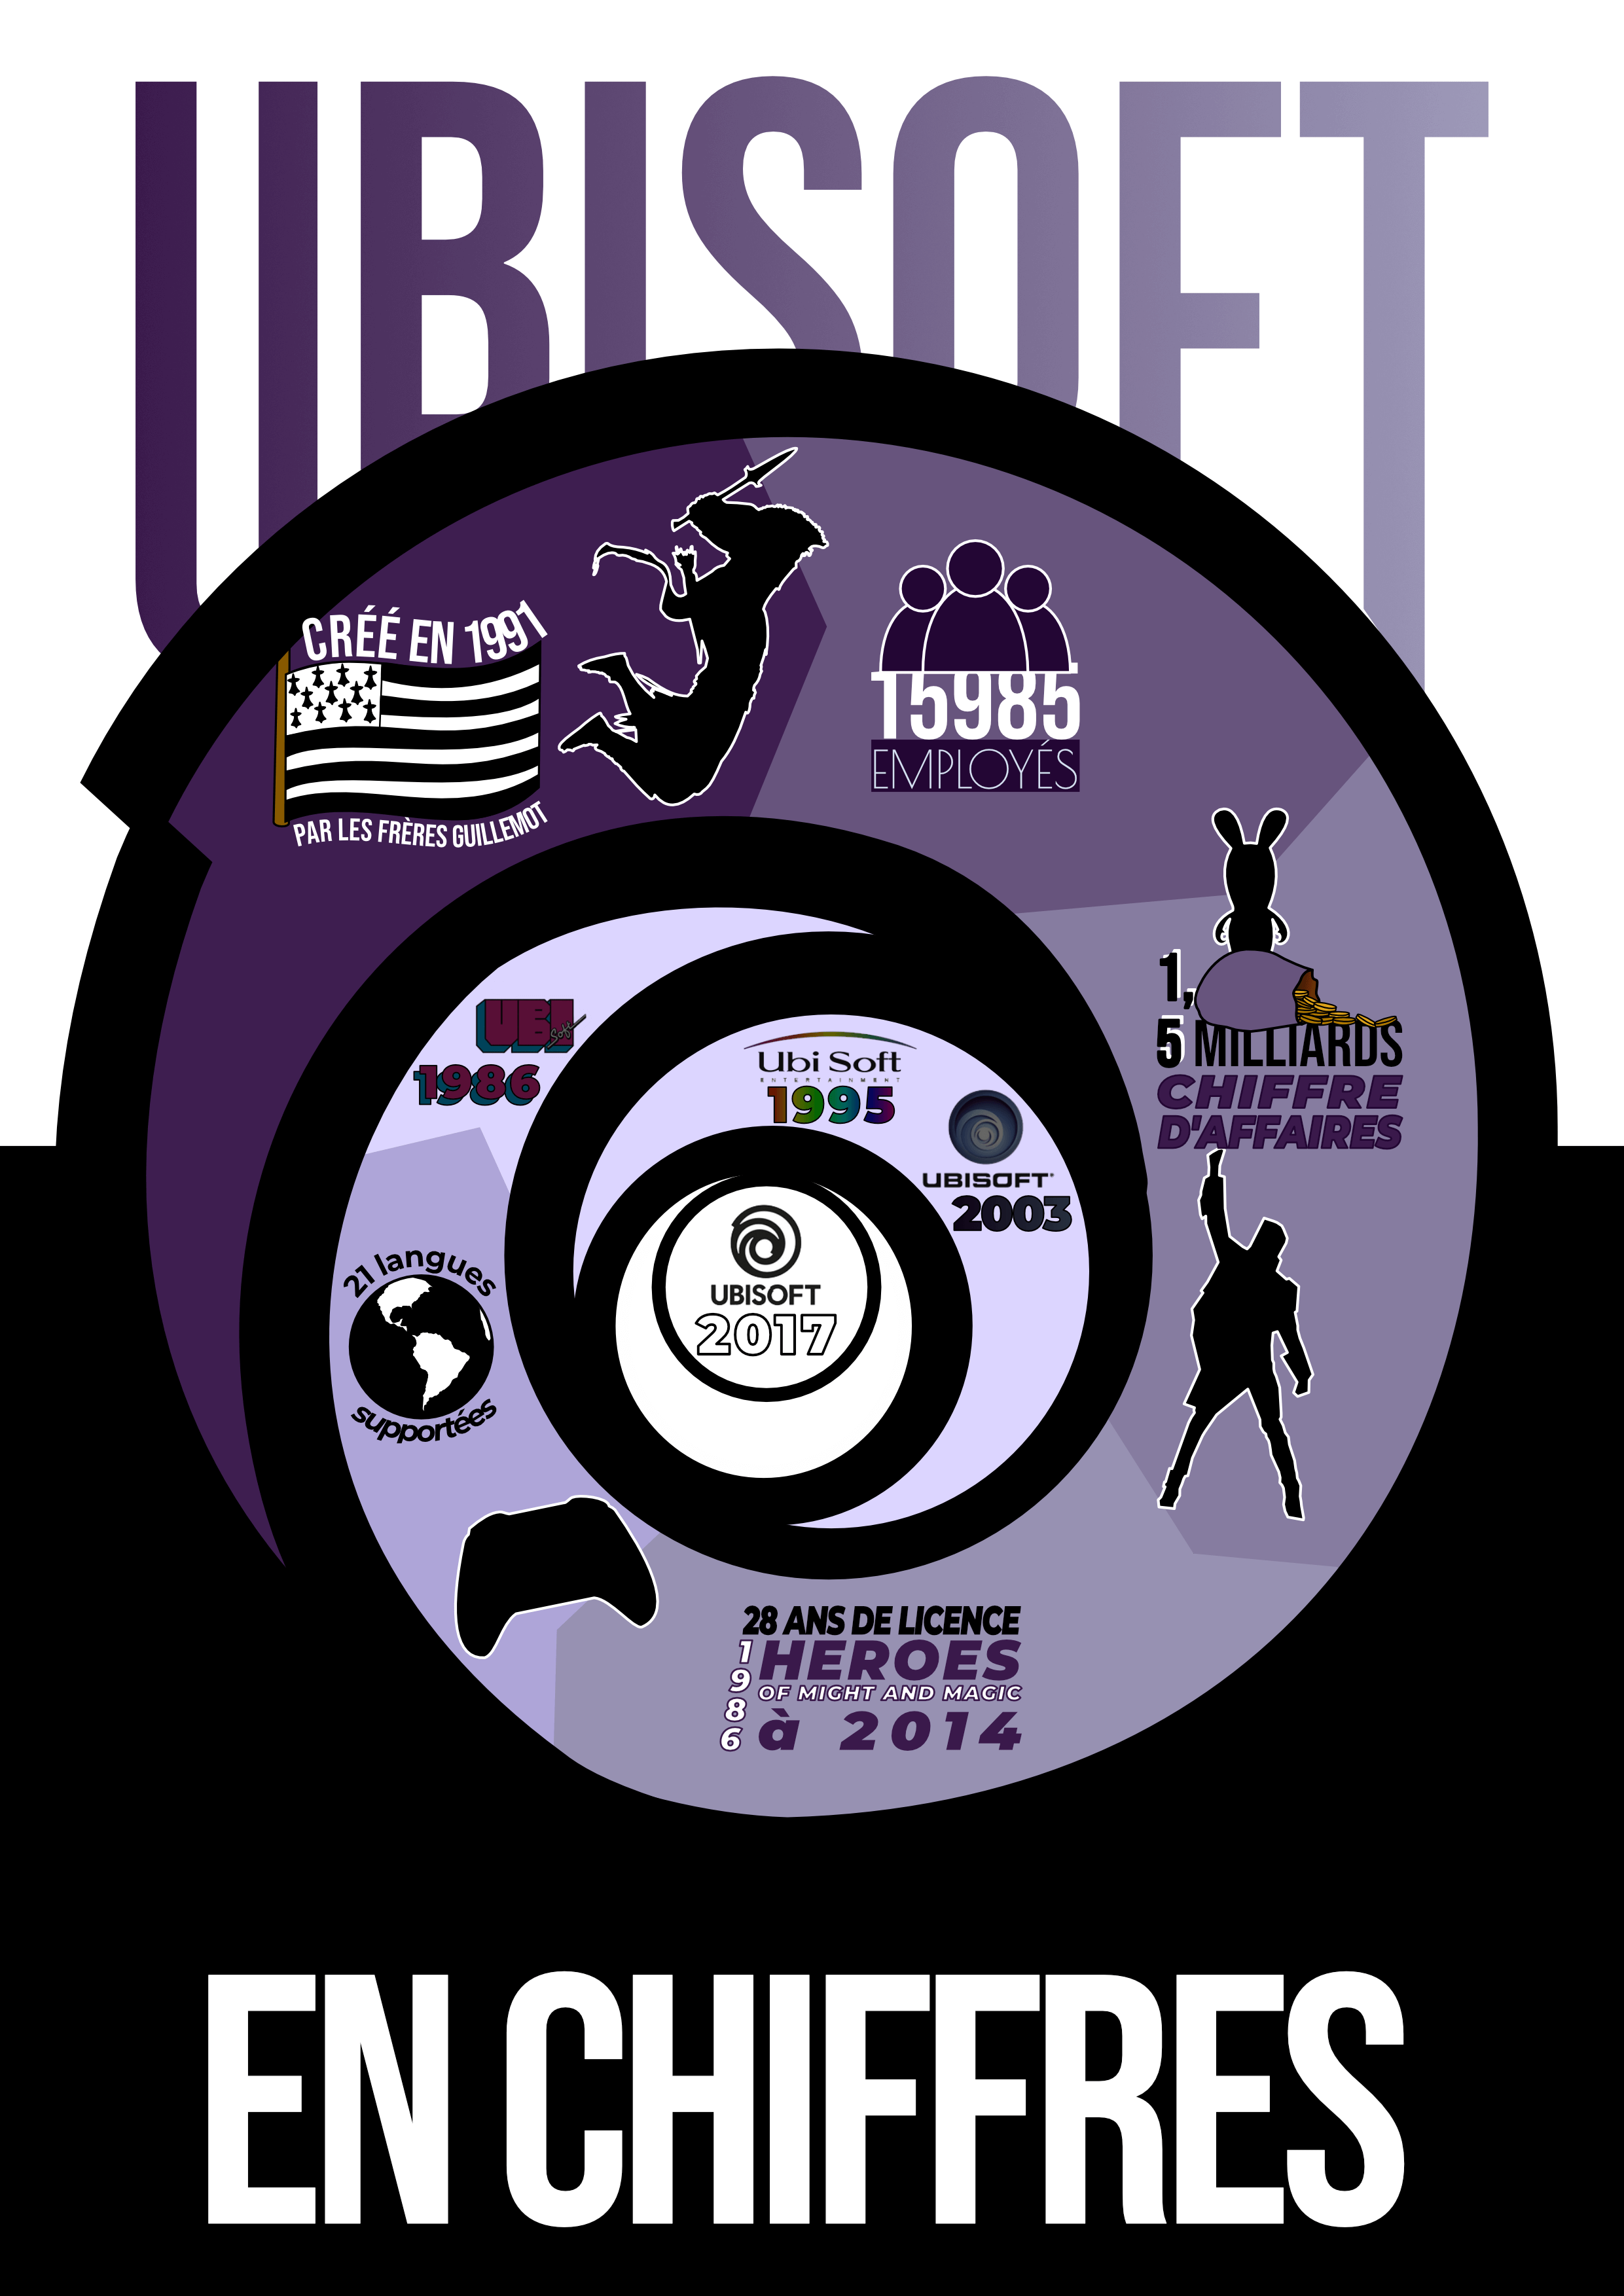 UBISOFT
CRÉÉ EN 1991
PAR LES FRÈRES GUILLEMOT
15985
EMPLOYÉS
1,
5 MILLIARDS
CHIFFRE
D'AFFAIRES
UBI
Soft
1986
Ubi Soft
ENTERTAINMENT
1995
UBISOFT®
2003
UBISOFT
2017
21 langues
supportées
28 ANS DE LICENCE
1986
HEROES
OF MIGHT AND MAGIC
à 2014
EN CHIFFRES